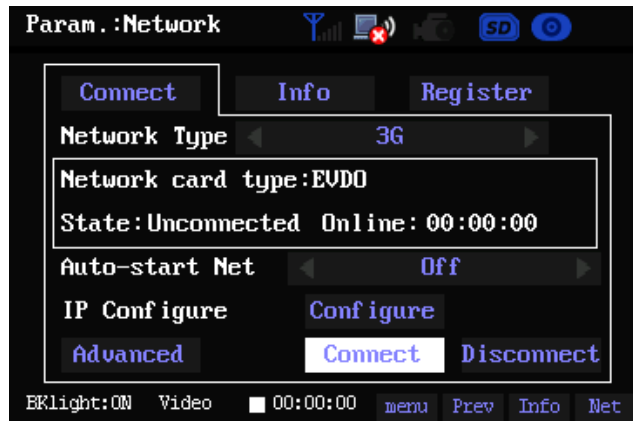 Param.:Network SD
Connect Info Register
Network Type 3G
Network card type:EVDO
State:Unconnected Online:00:00:00
Auto-start Net Off
IP Configure Configure
Advanced Connect Disconnect
BKlight:ON Video 00:00:00 menu Prev Info Net